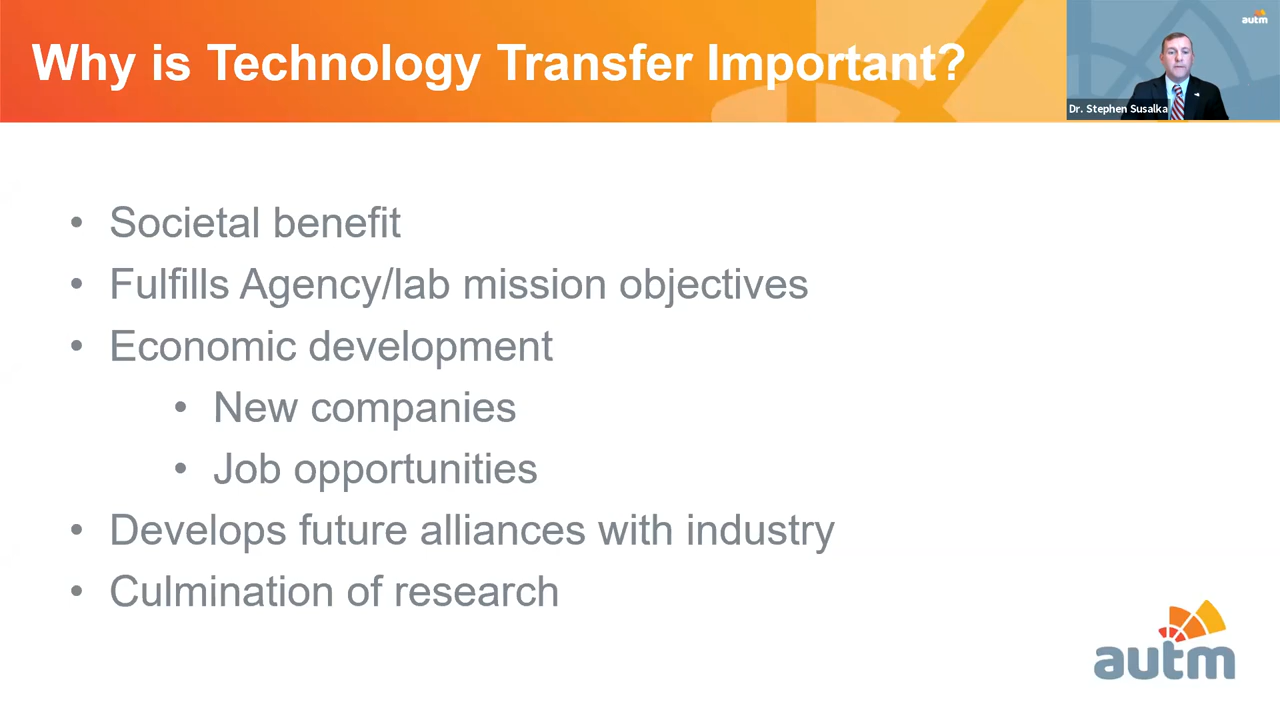 Why is Technology Transfer Important?
autm
Dr. Stephen Susalka
• Societal benefit
• Fulfills Agency/lab mission objectives
• Economic development
• New companies
• Job opportunities
• Develops future alliances with industry
• Culmination of research
autm